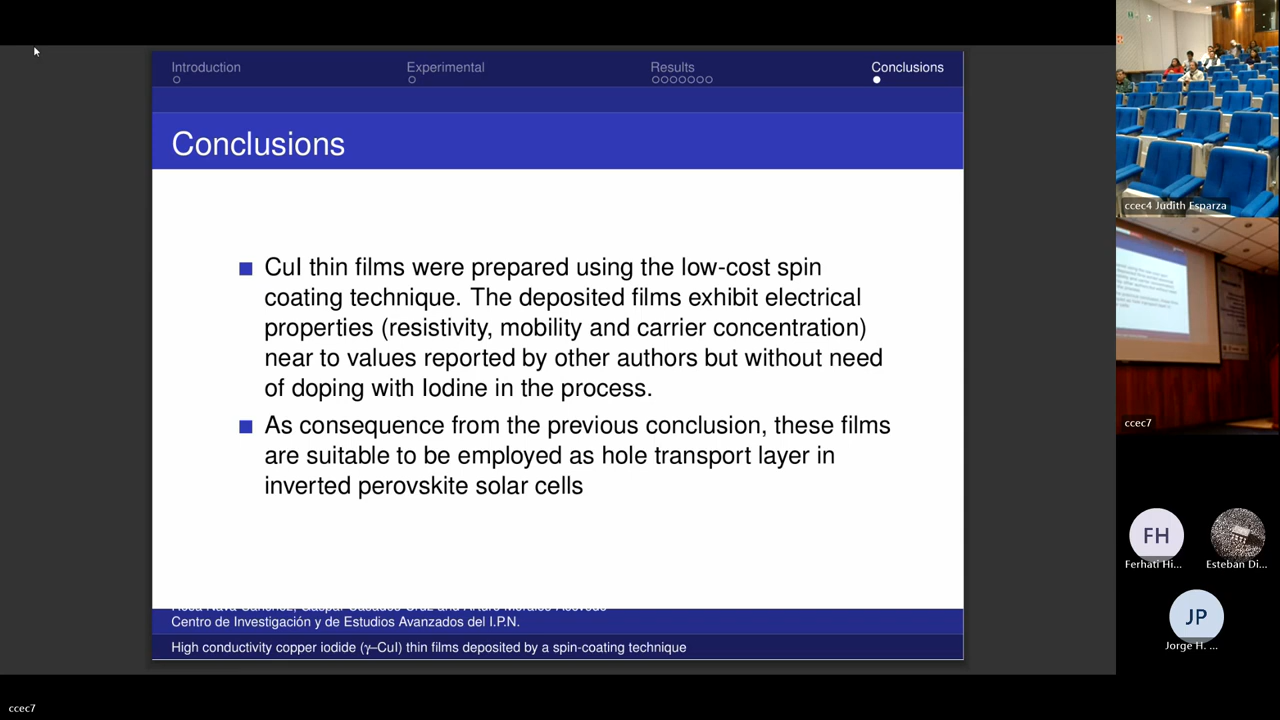 Introduction
Experimental
Results
Conclusions
Conclusions
CuI thin films were prepared using the low-cost spin
coating technique. The deposited films exhibit electrical
properties (resistivity, mobility and carrier concentration)
near to values reported by other authors but without need
of doping with Iodine in the process.
As consequence from the previous conclusion, these films
are suitable to be employed as hole transport layer in
inverted perovskite solar cells
Centro de Investigación y de Estudios Avanzados del I.P.N.
High conductivity copper iodide (γ–CuI) thin films deposited by a spin-coating technique
ccec4 Judith Esparza
ccec7
FH
Ferhati Hi...
Esteban Di...
JP
Jorge H. ...
ccec7